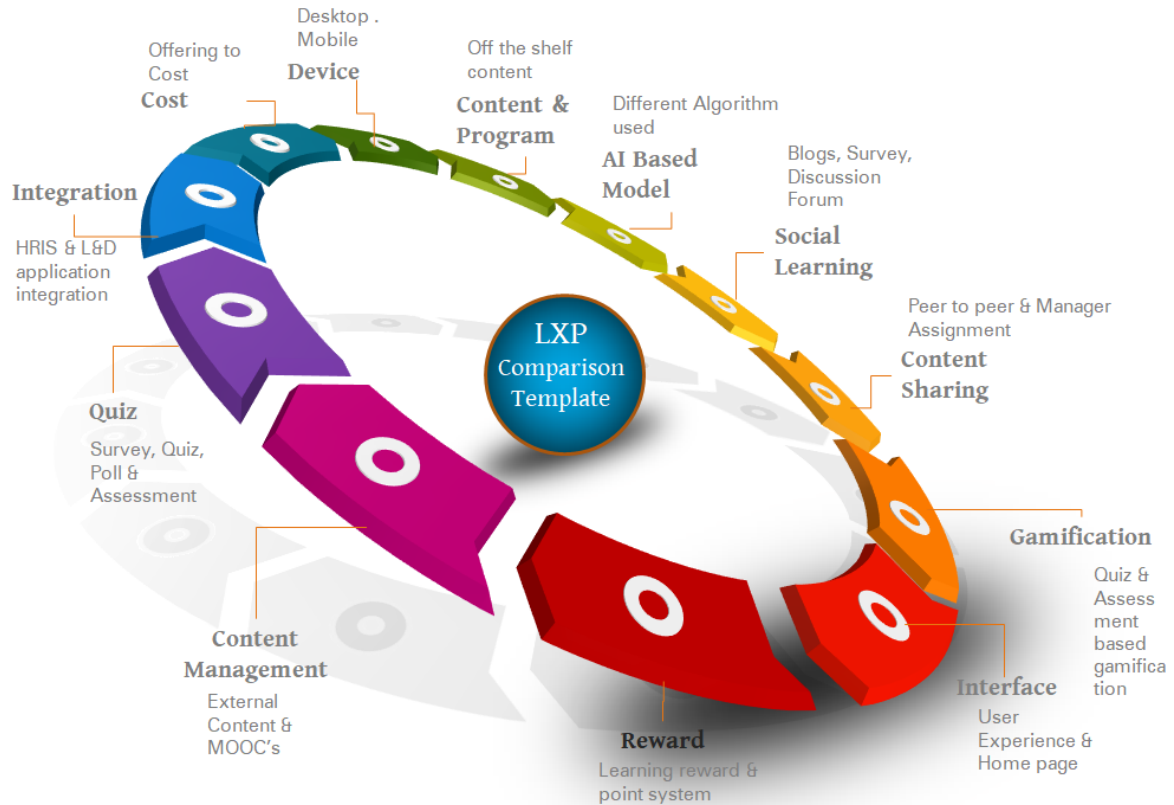 Desktop .
Mobile
Device
Offering to
Cost
Cost
Off the shelf
content
Content &
Program
Different Algorithm
used
AI Based
Model
Blogs, Survey,
Discussion
Forum
Social
Learning
Integration
HRIS & L&D
application
integration
Peer to peer & Manager
Assignment
Content
Sharing
LXP
Comparison
Template
Quiz
Survey, Quiz,
Poll &
Assessment
Gamification
Quiz &
Assess
ment
based
gamifica
tion
Content
Management
External
Content &
MOOC's
Interface
User
Experience &
Home page
Reward
Learning reward &
point system